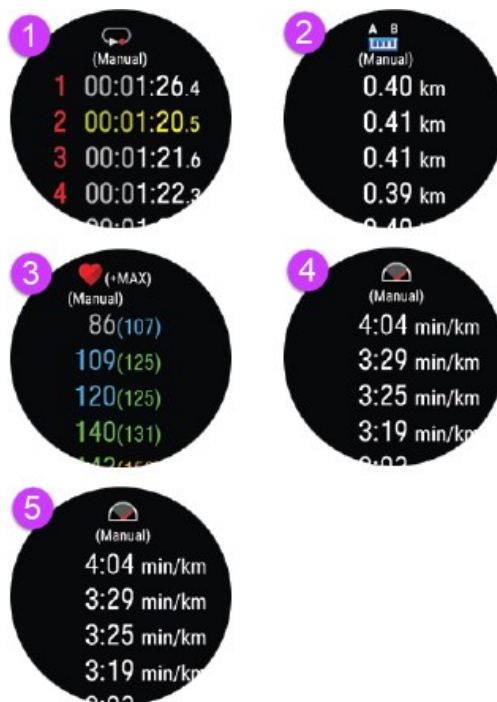 1
(Manual)
1 00:01:26.4
2 00:01:20.5
3 00:01:21.6
4 00:01:22.3
2
A B
(Manual)
0.40 km
0.41 km
0.41 km
0.39 km
3
(+MAX)
(Manual)
86(107)
109(125)
120(125)
140(131)
4
(Manual)
4:04 min/km
3:29 min/km
3:25 min/km
3:19 min/km
5
(Manual)
4:04 min/km
3:29 min/km
3:25 min/km
3:19 min/km